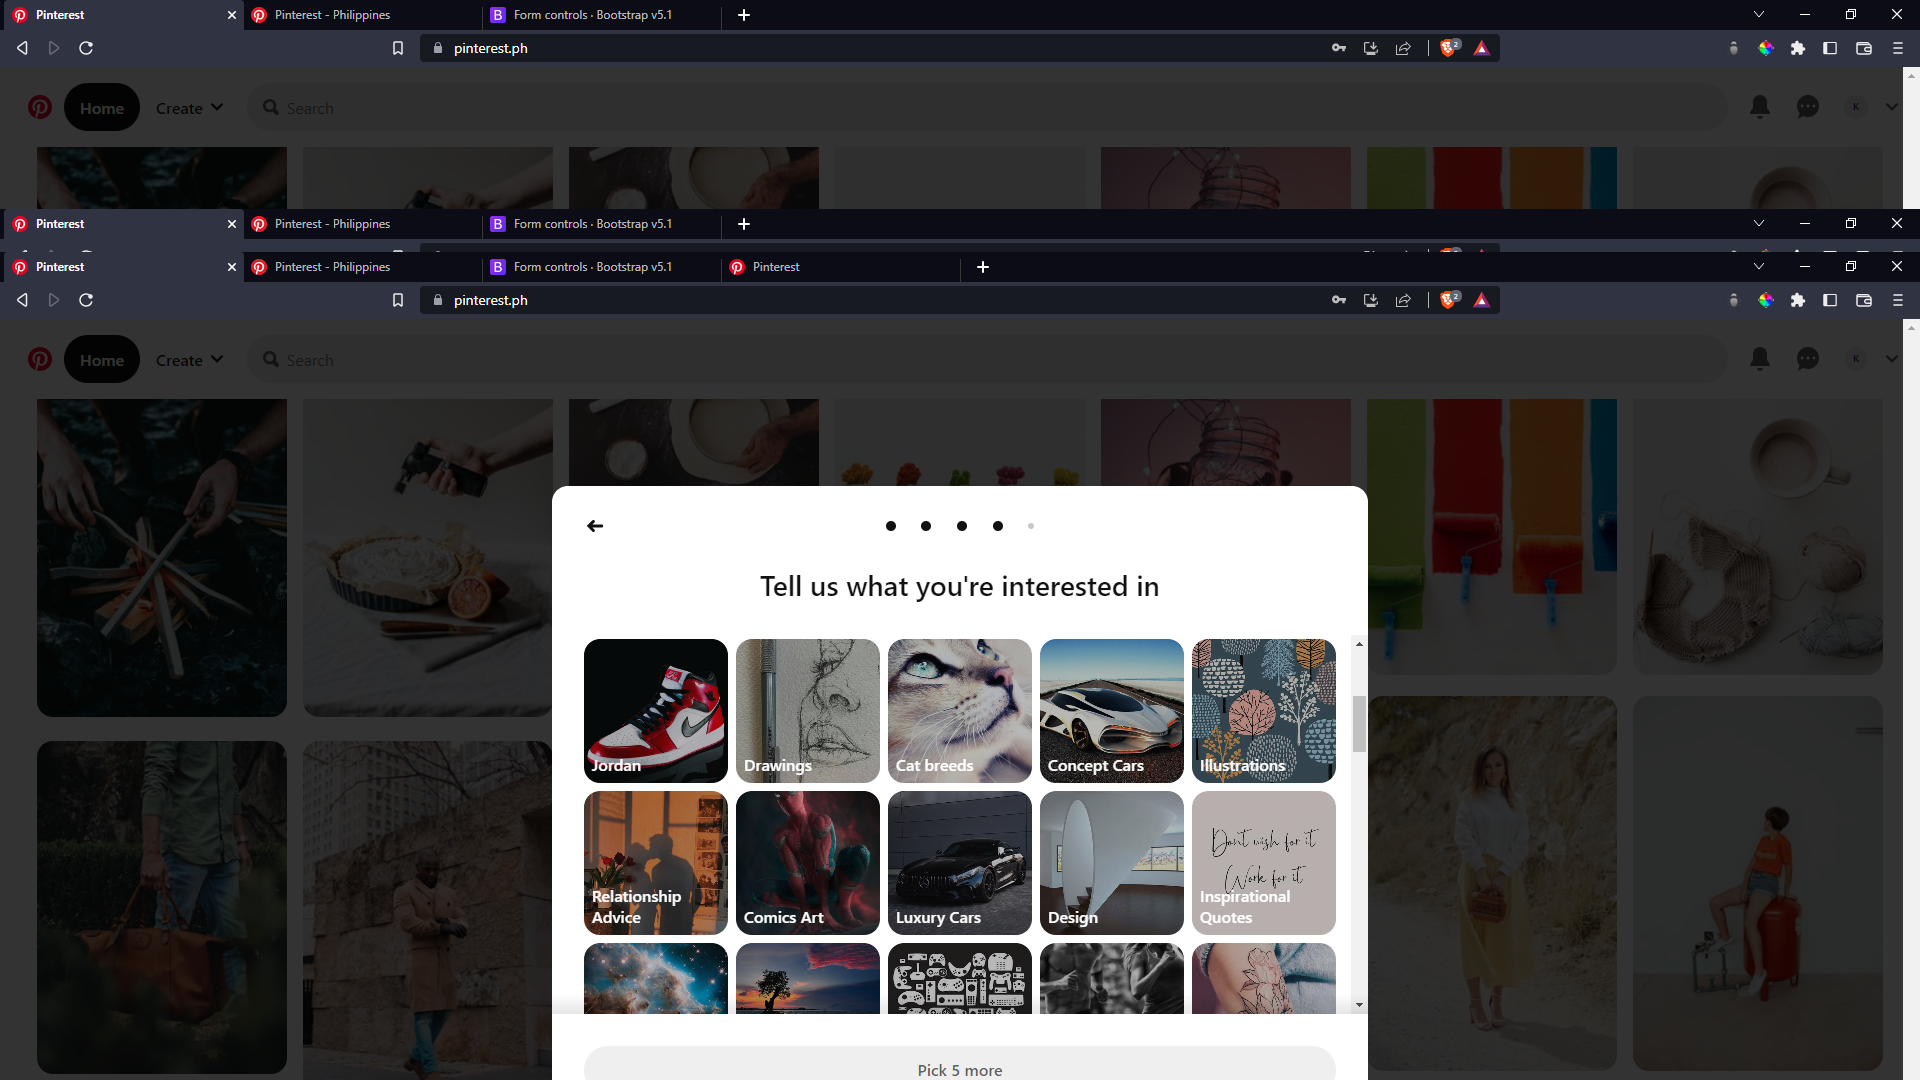 Pinterest
Pinterest - Philippines
Form controls · Bootstrap v5.1
pinterest.ph
2
Home
Create
Search
K
Pinterest
Pinterest - Philippines
Form controls · Bootstrap v5.1
Pinterest
Pinterest - Philippines
Form controls · Bootstrap v5.1
Pinterest
pinterest.ph
2
Home
Create
Search
K
Tell us what you're interested in
Jordan
Drawings
Cat breeds
Concept Cars
Illustrations
Relationship
Advice
Comics Art
Luxury Cars
Design
Dont wish for it
Work for it
Inspirational
Quotes
Pick 5 more